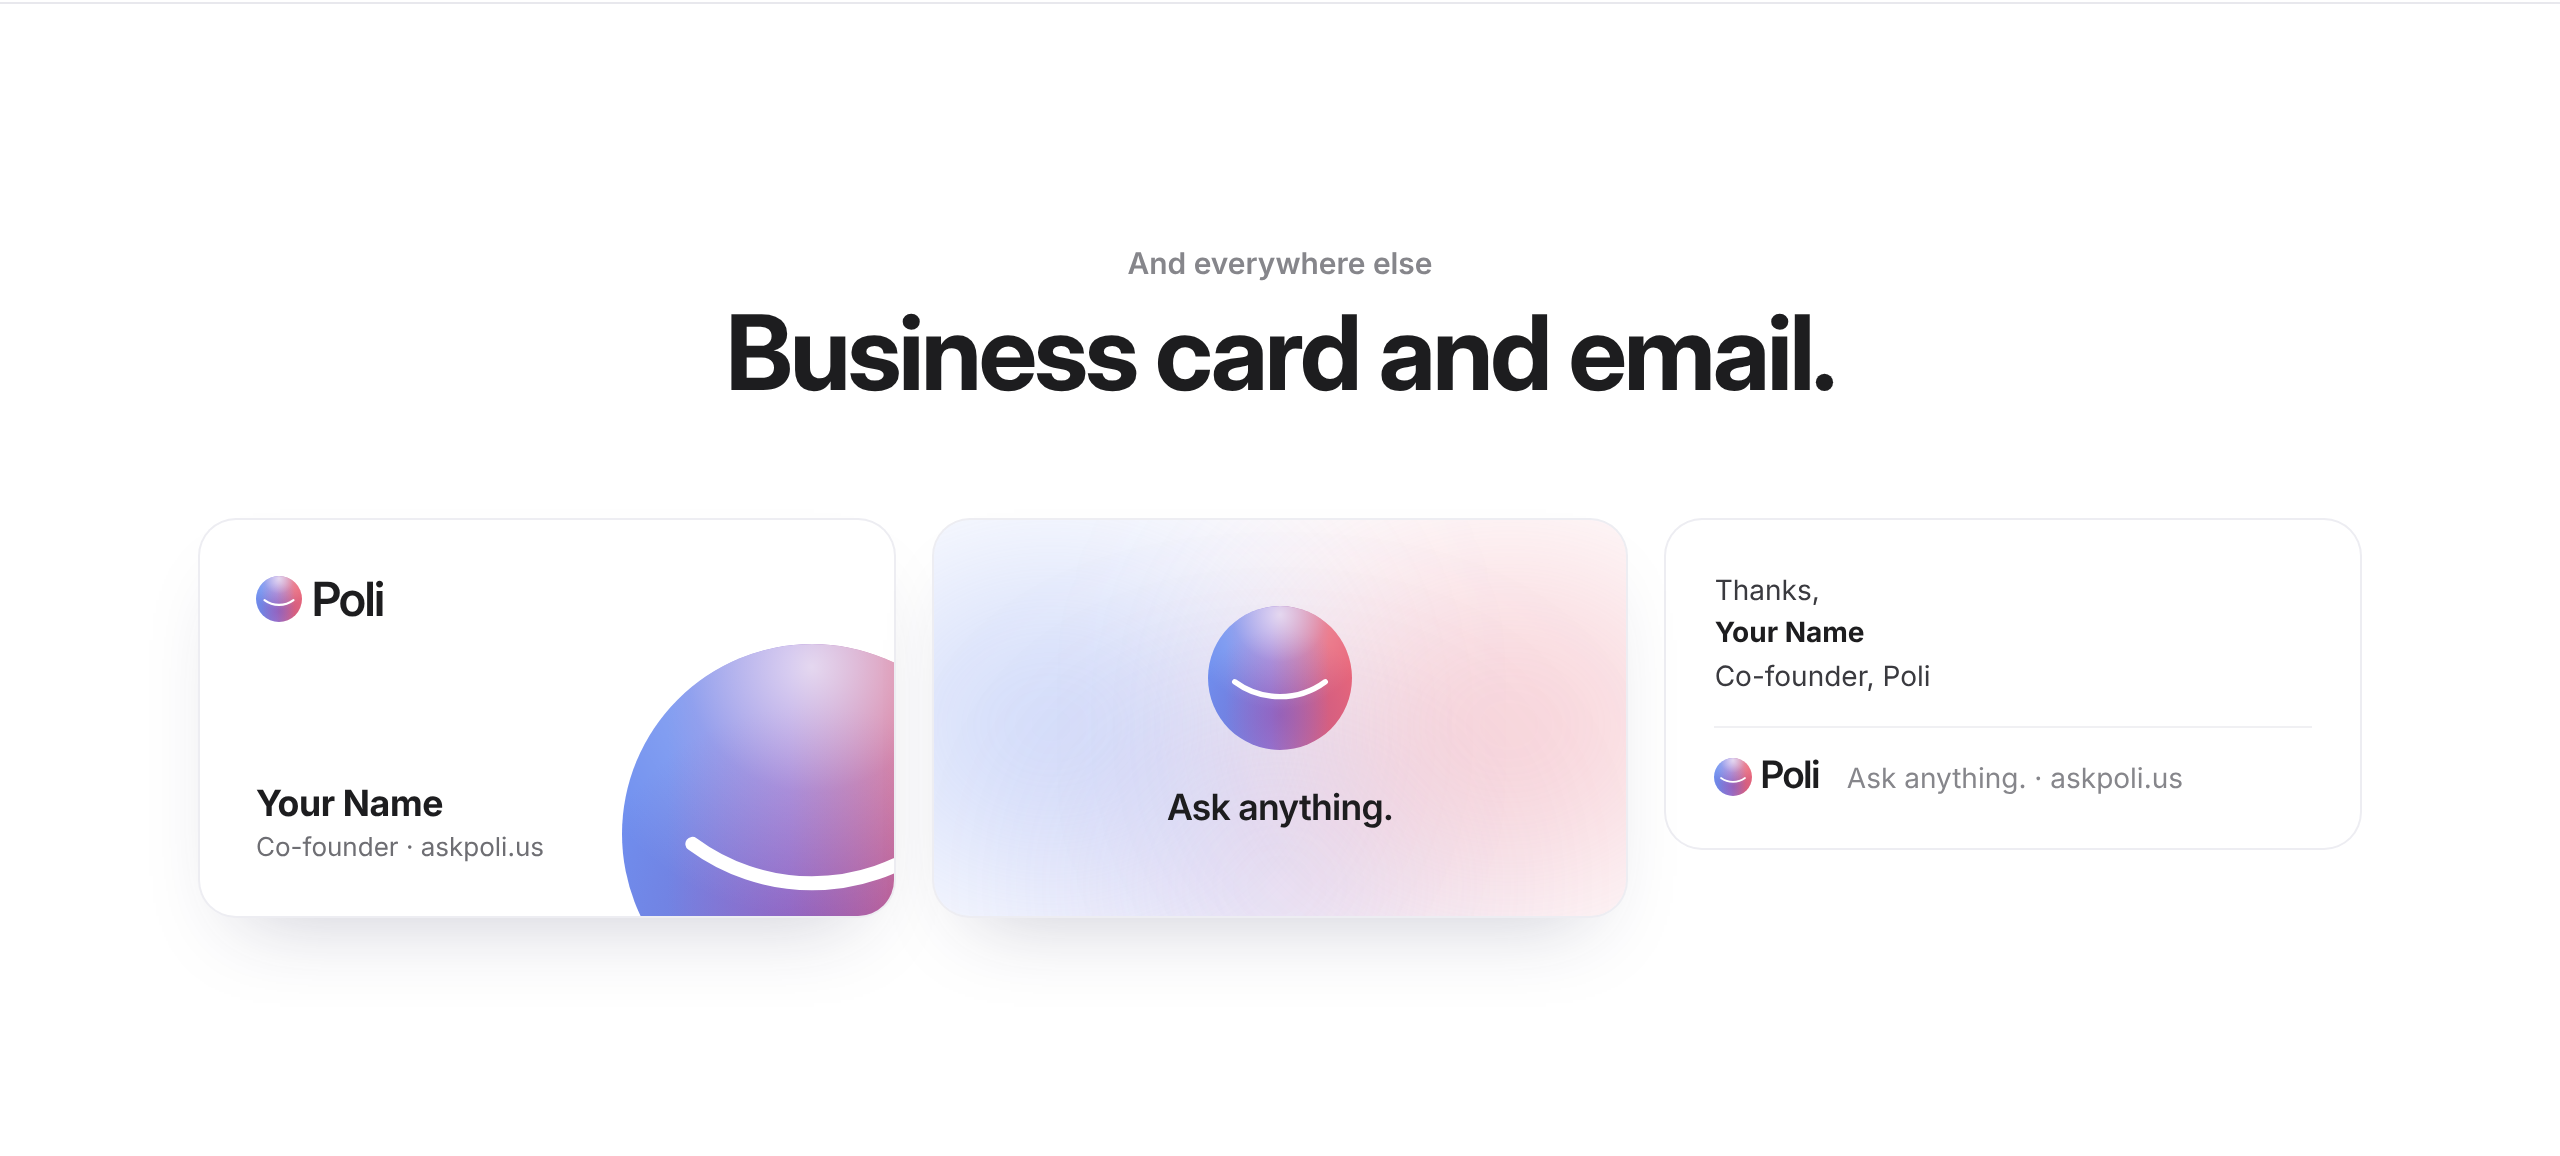 And everywhere else
Business card and email.
Poli
Your Name
Co-founder · askpoli.us
Ask anything.
Thanks,
Your Name
Co-founder, Poli
Poli Ask anything. · askpoli.us